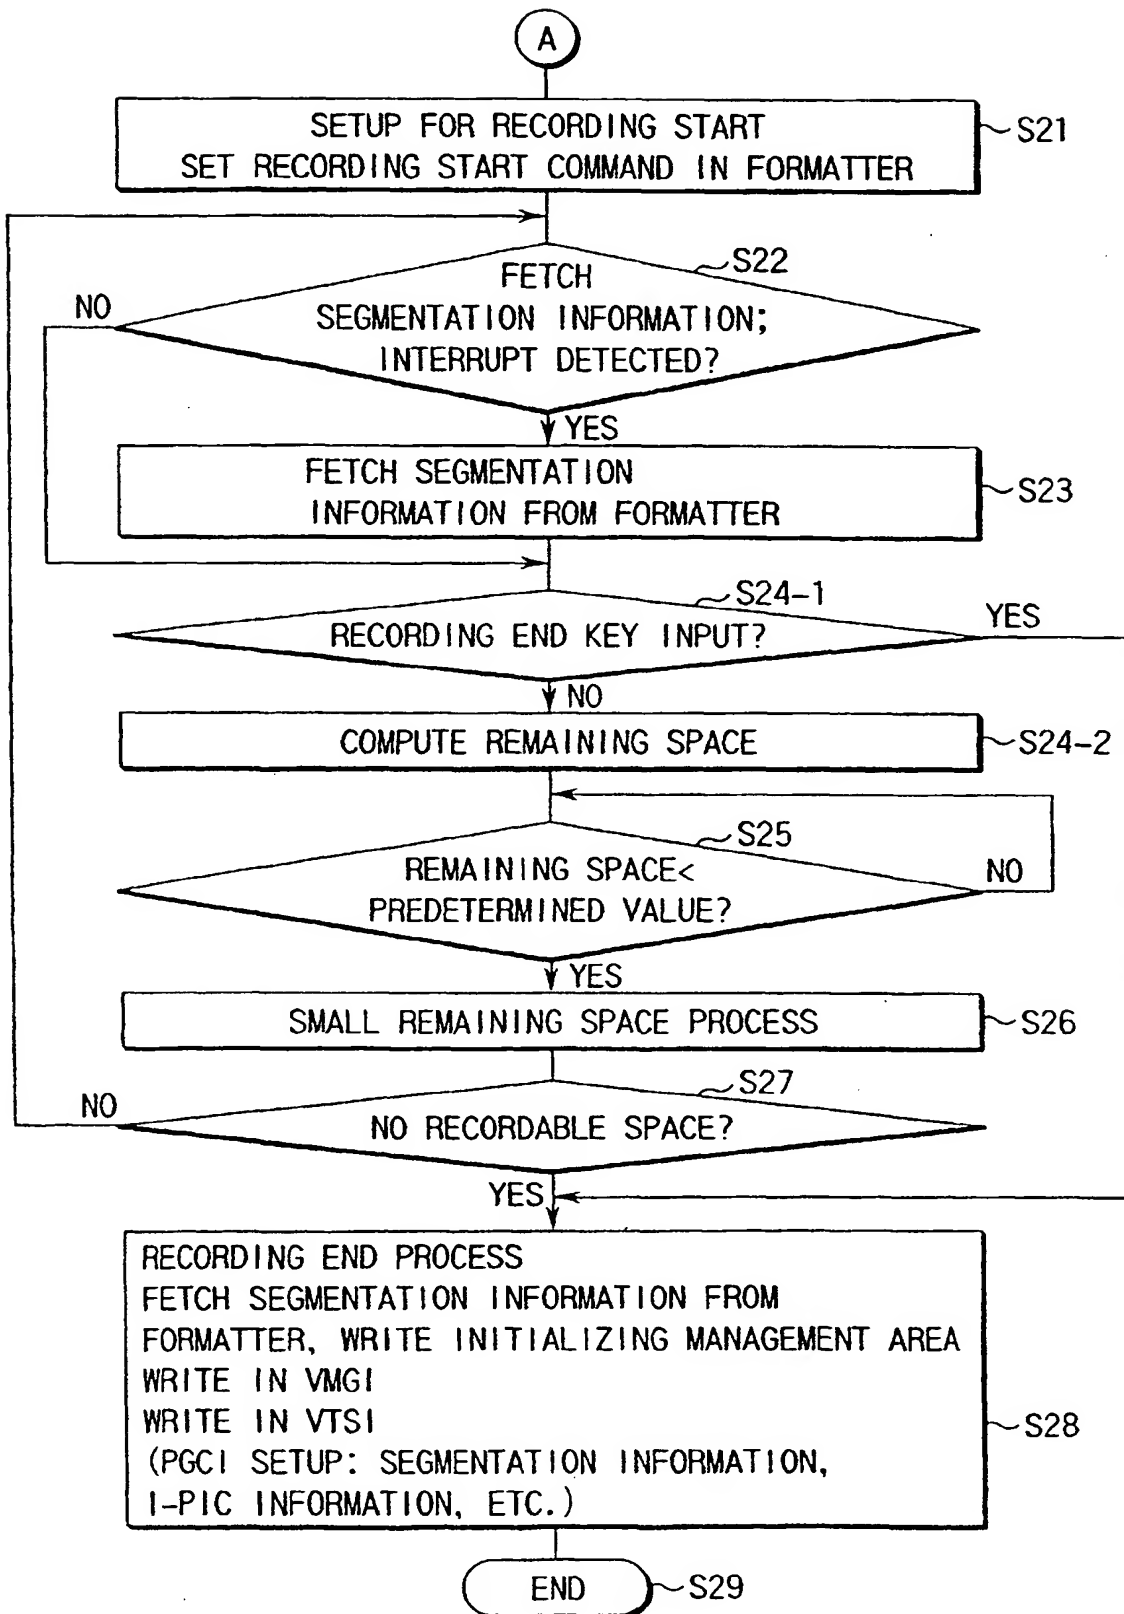 A
SETUP FOR RECORDING START
SET RECORDING START COMMAND IN FORMATTER
S21
S22
FETCH
SEGMENTATION INFORMATION;
INTERRUPT DETECTED?
NO
YES
FETCH SEGMENTATION
INFORMATION FROM FORMATTER
S23
S24-1
RECORDING END KEY INPUT?
YES
NO
COMPUTE REMAINING SPACE
S24-2
S25
REMAINING SPACE<
PREDETERMINED VALUE?
NO
YES
SMALL REMAINING SPACE PROCESS
S26
S27
NO RECORDABLE SPACE?
NO
YES
RECORDING END PROCESS
FETCH SEGMENTATION INFORMATION FROM
FORMATTER, WRITE INITIALIZING MANAGEMENT AREA
WRITE IN VMGI
WRITE IN VTSI
(PGCI SETUP: SEGMENTATION INFORMATION,
I-PIC INFORMATION, ETC.)
S28
END
S29